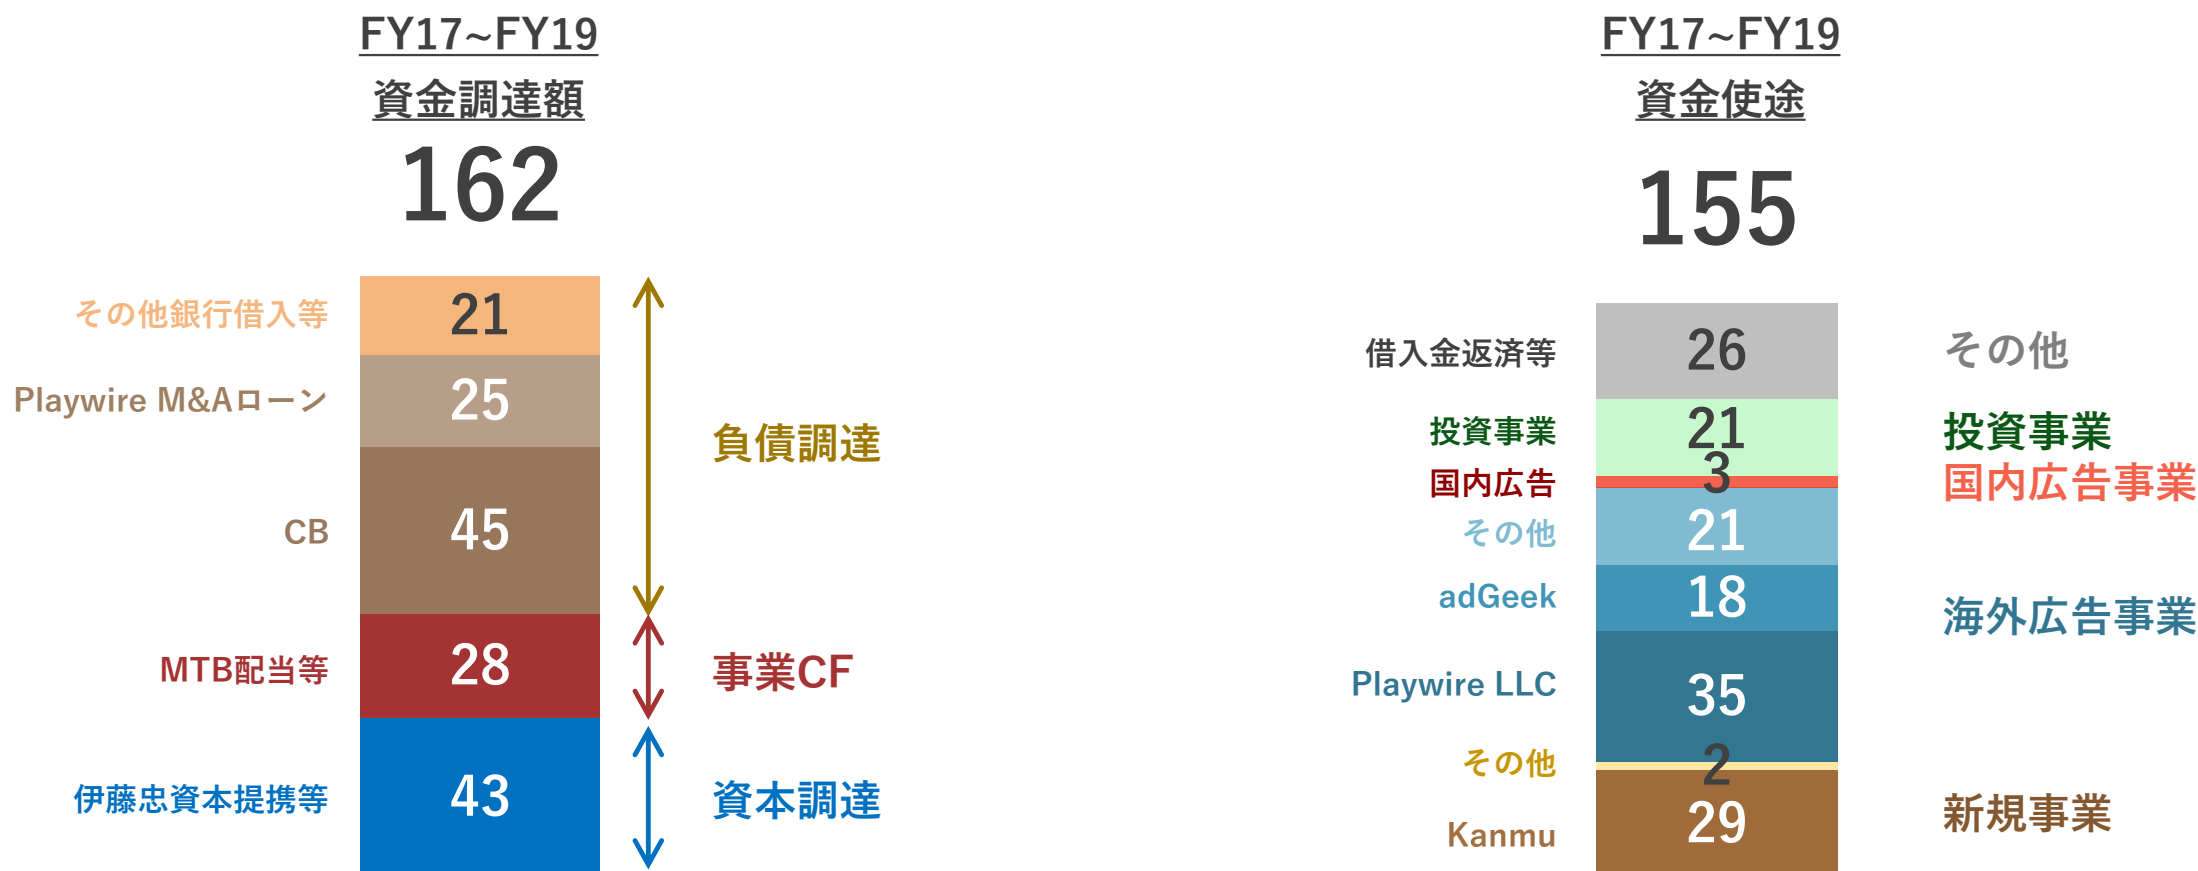 FY17~FY19
資金調達額
162
その他銀行借入等
21
Playwire M&Aローン
25
CB
45
MTB配当等
28
伊藤忠資本提携等
43
負債調達
事業CF
資本調達
FY17~FY19
資金使途
155
借入金返済等
26
その他
投資事業
21
投資事業
国内広告
3
国内広告事業
その他
21
adGeek
18
海外広告事業
Playwire LLC
35
その他
2
Kanmu
29
新規事業